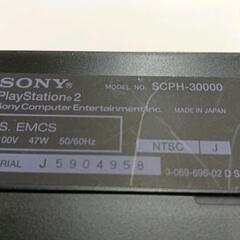 SONY
PlayStation 2
MODEL NO. SCPH-30000
Sony Computer Entertainment Inc.
MADE IN JAPAN
S. EMCS
100V 47W 50/60Hz
NTSC J
SERIAL J5904958
3-069-696-02 D S